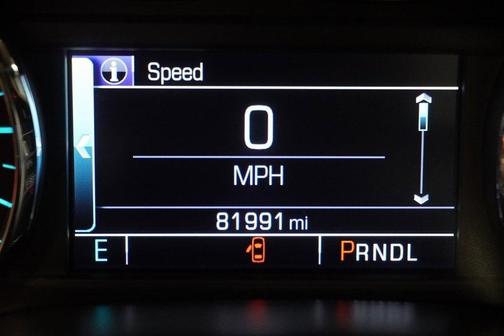 i Speed
0
MPH
81991 mi
E PRNDL